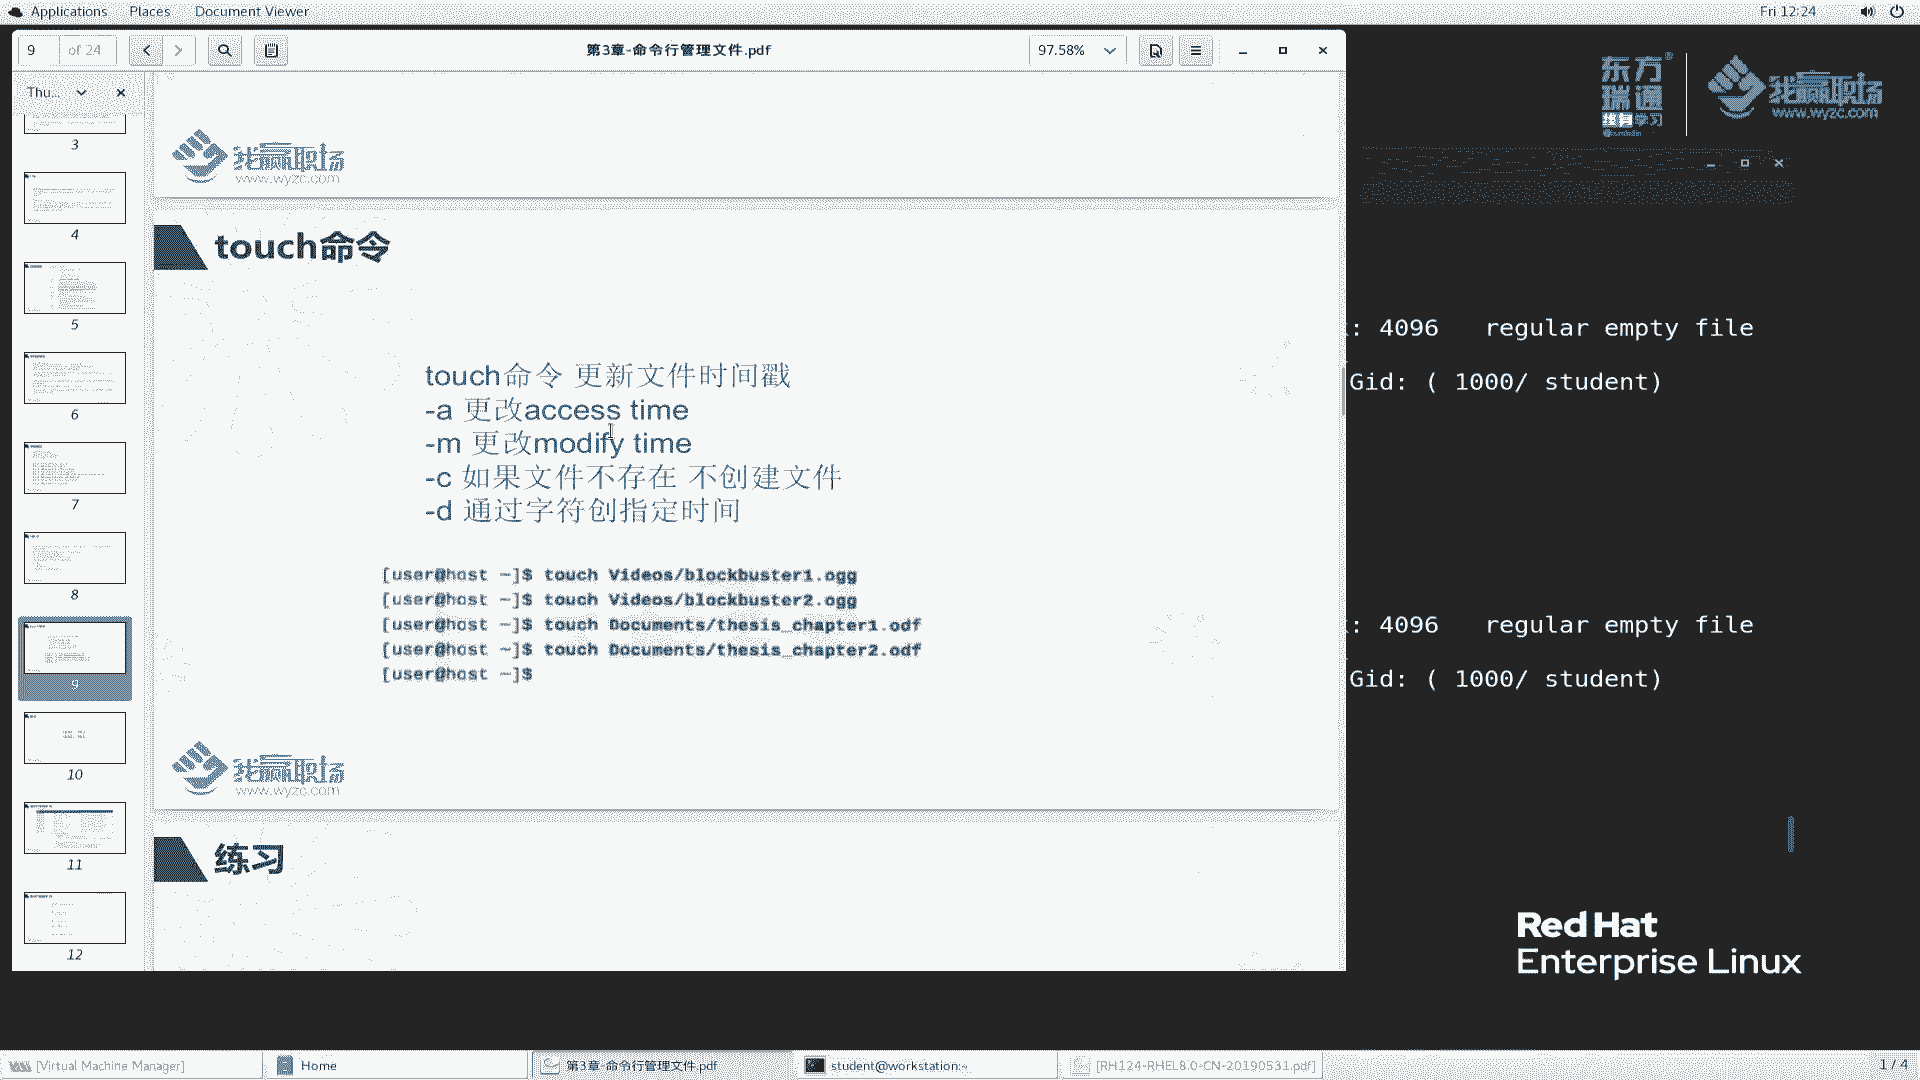 Applications Places Document Viewer Fri 12:24
9 of 24 第3章-命令行管理文件.pdf 97.58%
Thu...
3
4
5
6
7
8
9
10
11
12
我赢职场
www.wyzc.com
touch命令
touch命令 更新文件时间戳
-a 更改access time
-m 更改modify time
-c 如果文件不存在 不创建文件
-d 通过字符创指定时间
[user@host ~]$ touch Videos/blockbuster1.ogg
[user@host ~]$ touch Videos/blockbuster2.ogg
[user@host ~]$ touch Documents/thesis_chapter1.odf
[user@host ~]$ touch Documents/thesis_chapter2.odf
[user@host ~]$
我赢职场
www.wyzc.com
练习
东方
瑞通
终身学习
我赢职场
www.wyzc.com
: 4096 regular empty file
Gid: ( 1000/ student)
: 4096 regular empty file
Gid: ( 1000/ student)
Red Hat
Enterprise Linux
[Virtual Machine Manager] Home 第3章-命令行管理文件.pdf student@workstation:~ [RH124-RHEL8.0-CN-20190531.pdf] 1 / 4